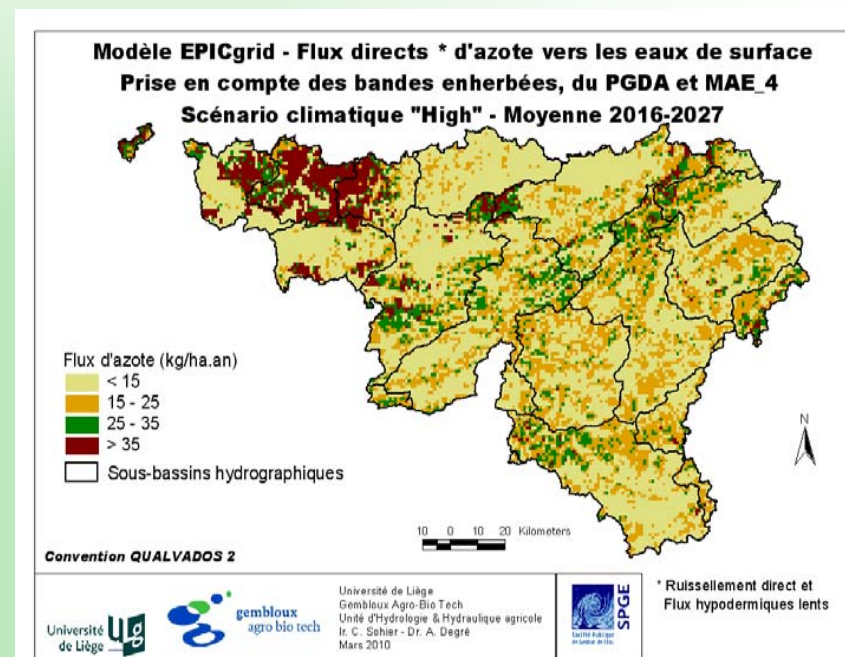 Modèle EPICgrid - Flux directs * d'azote vers les eaux de surface
Prise en compte des bandes enherbées, du PGDA et MAE_4
Scénario climatique "High" - Moyenne 2016-2027
Flux d'azote (kg/ha.an)
< 15
15 - 25
25 - 35
> 35
Sous-bassins hydrographiques
N
10 0 10 20 Kilometers
Convention QUALVADOS 2
Université de Liège
ulg
gembloux
agro bio tech
Université de Liège
Gembloux Agro-Bio Tech
Unité d'Hydrologie & Hydraulique agricole
Ir. C. Sohier - Dr. A. Degré
Mars 2010
SPGE
* Ruissellement direct et
Flux hypodermiques lents